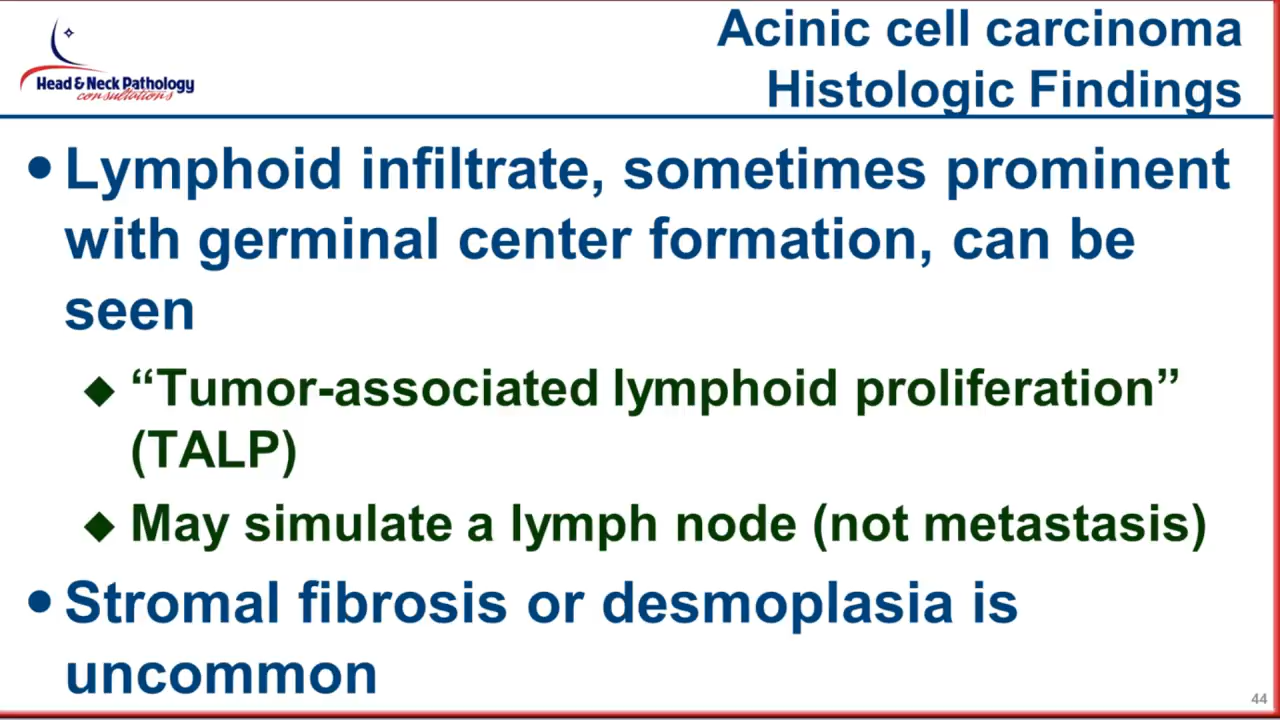 Acinic cell carcinoma
Histologic Findings
Head & Neck Pathology
consultations
• Lymphoid infiltrate, sometimes prominent
with germinal center formation, can be
seen
◆ “Tumor-associated lymphoid proliferation”
(TALP)
◆ May simulate a lymph node (not metastasis)
• Stromal fibrosis or desmoplasia is
uncommon
44